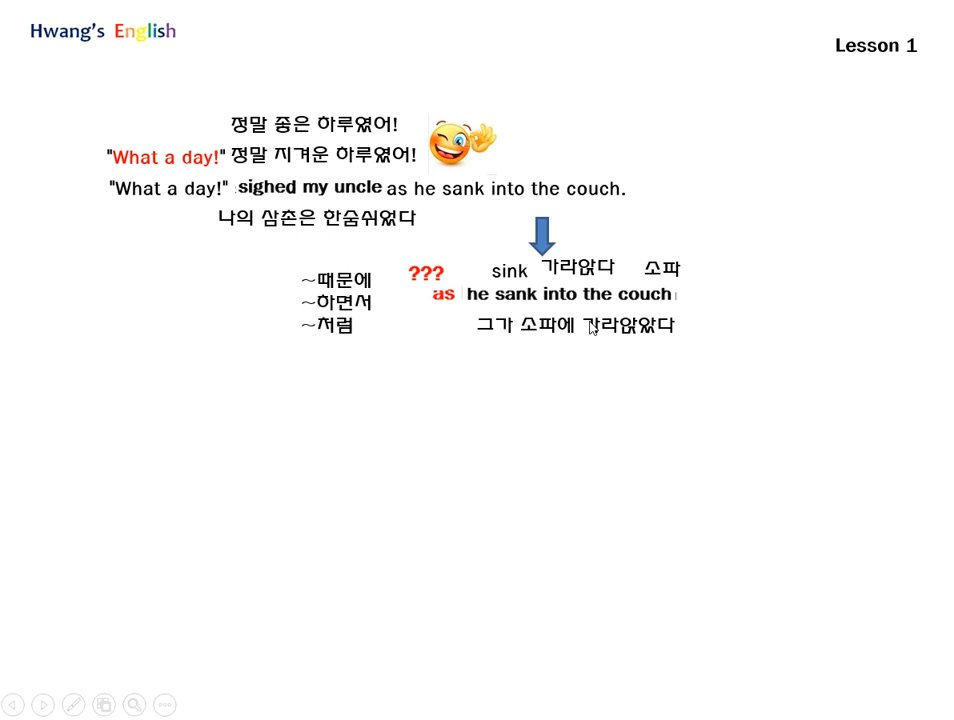 Hwang's English
Lesson 1
정말 좋은 하루였어!
"What a day!" 정말 지겨운 하루였어!
"What a day!" sighed my uncle as he sank into the couch.
나의 삼촌은 한숨쉬었다
sink 가라앉다 소파
~때문에 ???
~하면서 as he sank into the couch
~처럼 그가 소파에 가라앉았다